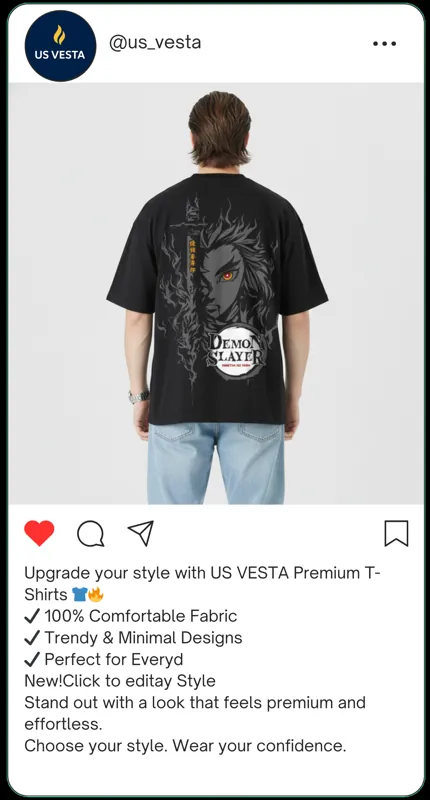 US VESTA
@us_vesta
DEMON
SLAYER
Upgrade your style with US VESTA Premium T-
Shirts 👕🔥
✓ 100% Comfortable Fabric
✓ Trendy & Minimal Designs
✓ Perfect for Everyd
New!Click to editay Style
Stand out with a look that feels premium and
effortless.
Choose your style. Wear your confidence.